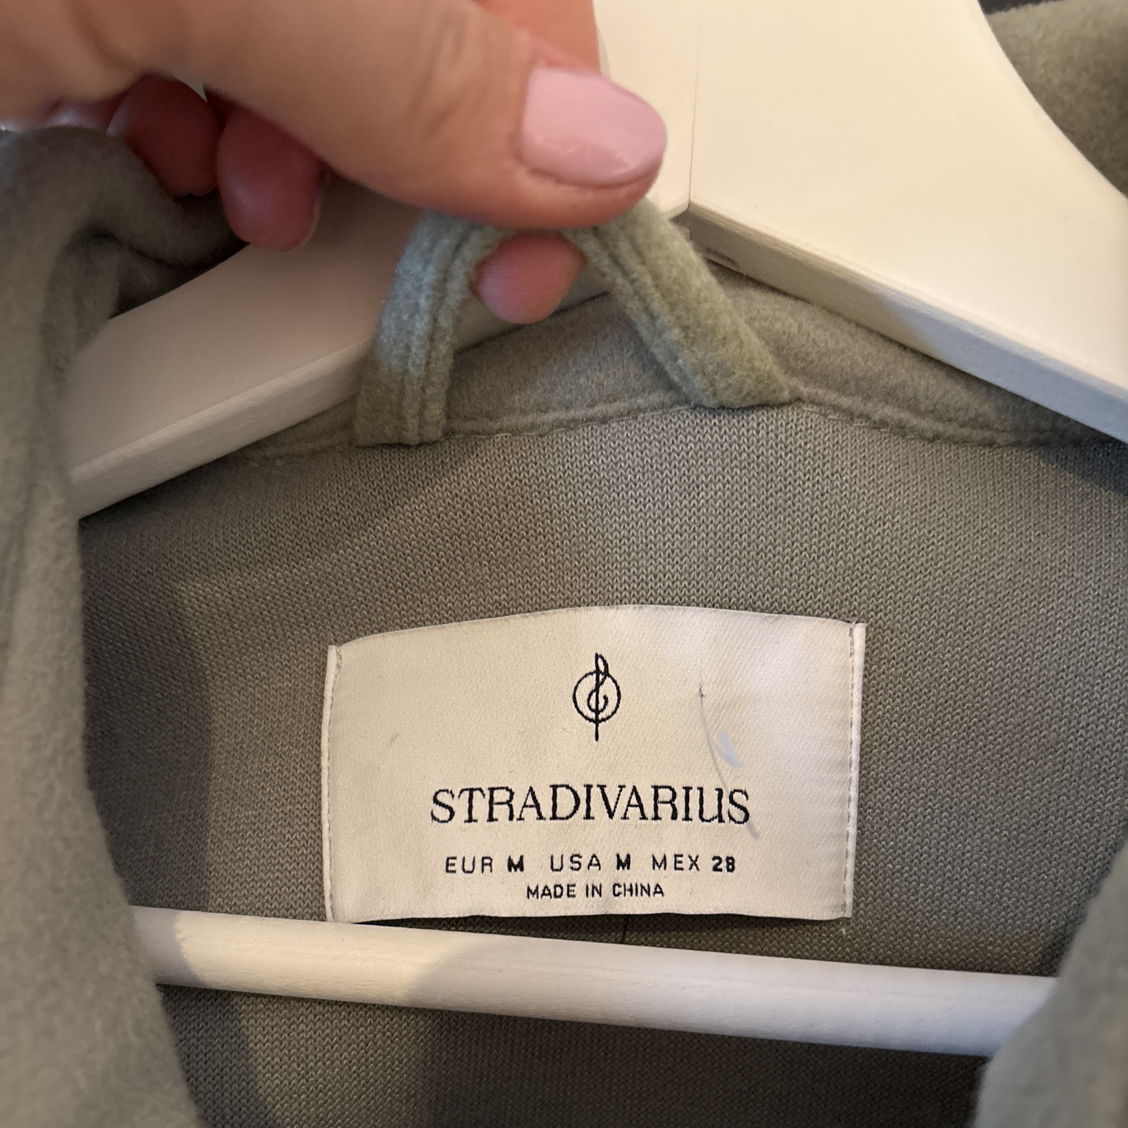 STRADIVARIUS
EUR M USA M MEX 28
MADE IN CHINA